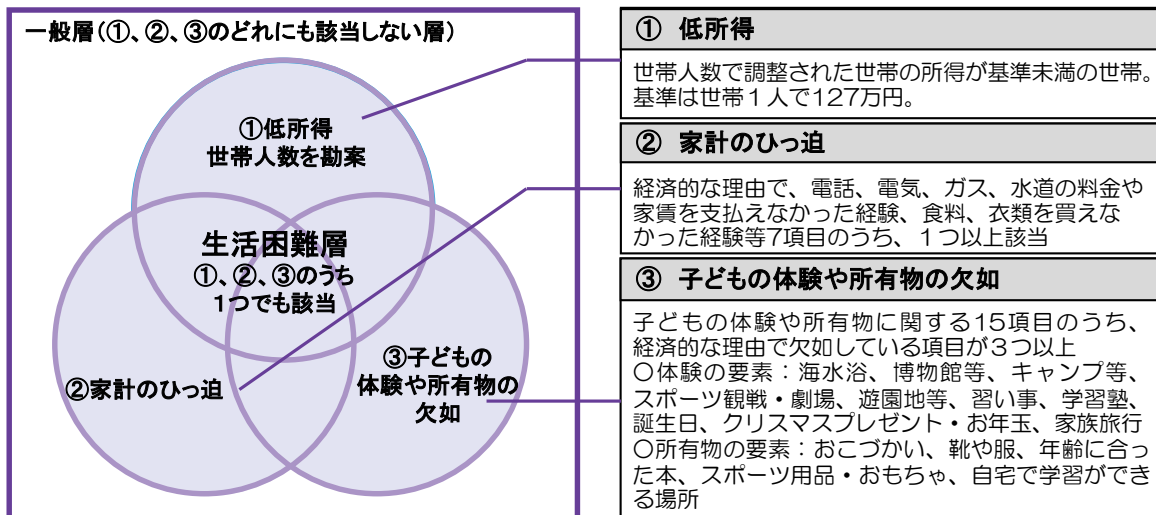 一般層(①、②、③のどれにも該当しない層)
①低所得
世帯人数を勘案
生活困難層
①、②、③のうち
1つでも該当
②家計のひっ迫
③子どもの
体験や所有物の
欠如
① 低所得
世帯人数で調整された世帯の所得が基準未満の世帯。
基準は世帯1人で127万円。
② 家計のひっ迫
経済的な理由で、電話、電気、ガス、水道の料金や
家賃を支払えなかった経験、食料、衣類を買えな
かった経験等7項目のうち、1つ以上該当
③ 子どもの体験や所有物の欠如
子どもの体験や所有物に関する15項目のうち、
経済的な理由で欠如している項目が3つ以上
〇体験の要素:海水浴、博物館等、キャンプ等、
スポーツ観戦・劇場、遊園地等、習い事、学習塾、
誕生日、クリスマスプレゼント・お年玉、家族旅行
〇所有物の要素:おこづかい、靴や服、年齢に合っ
た本、スポーツ用品・おもちゃ、自宅で学習ができ
る場所